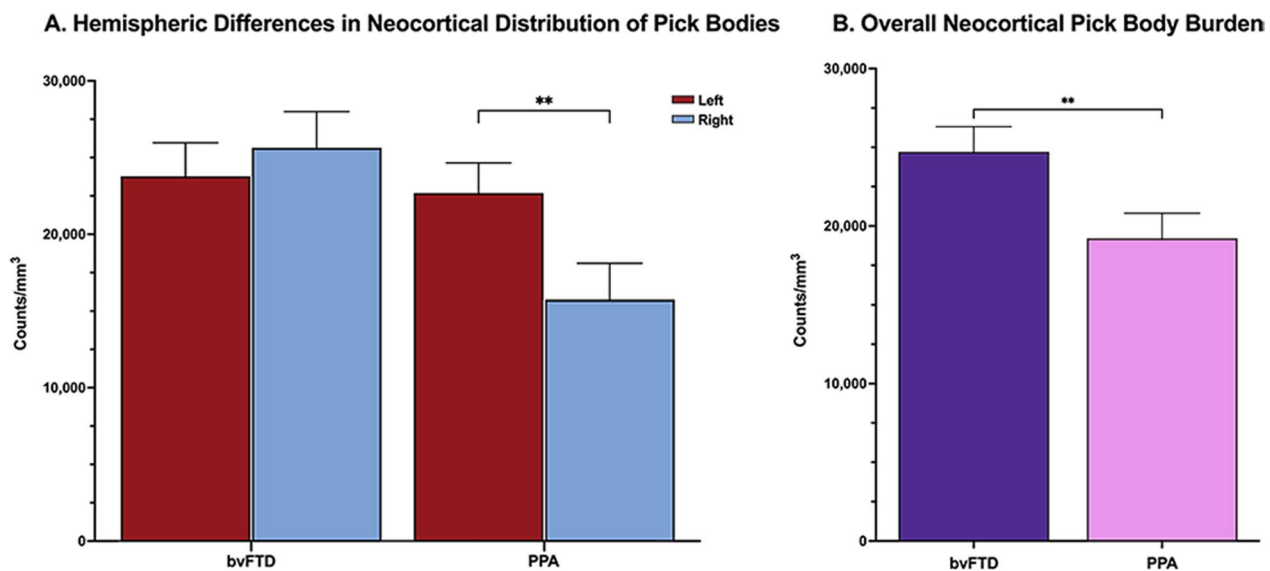 A. Hemispheric Differences in Neocortical Distribution of Pick Bodies
30,000
20,000
10,000
0
Counts/mm³
**
Left
Right
bvFTD
PPA
B. Overall Neocortical Pick Body Burden
30,000
20,000
10,000
0
Counts/mm³
**
bvFTD
PPA